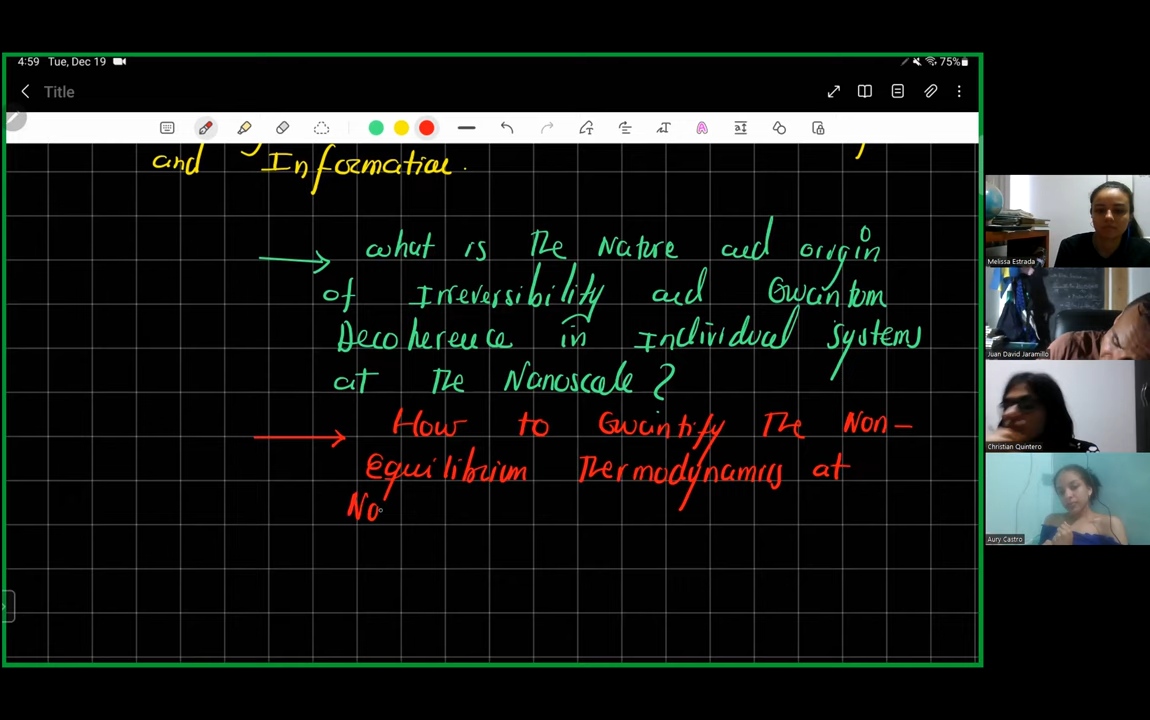 4:59 Tue, Dec 19 75%
Title
and Information.
what is The Nature and origin
of Irreversibility and Quantum
Decoherence in Individual systems
at The Nanoscale?
How to Quantify The Non-
Equilibrium Thermodynamics at
No
Melissa Estrada
Juan David Jaramillo
Christian Quintero
Aury Castro